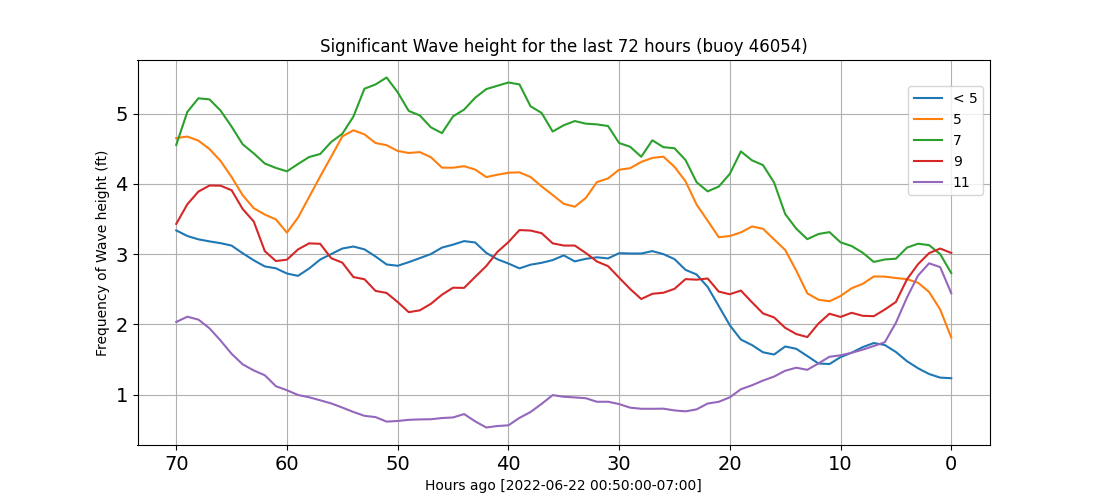 Significant Wave height for the last 72 hours (buoy 46054)
Frequency of Wave height (ft)
5
4
3
2
1
< 5
5
7
9
11
70 60 50 40 30 20 10 0
Hours ago [2022-06-22 00:50:00-07:00]